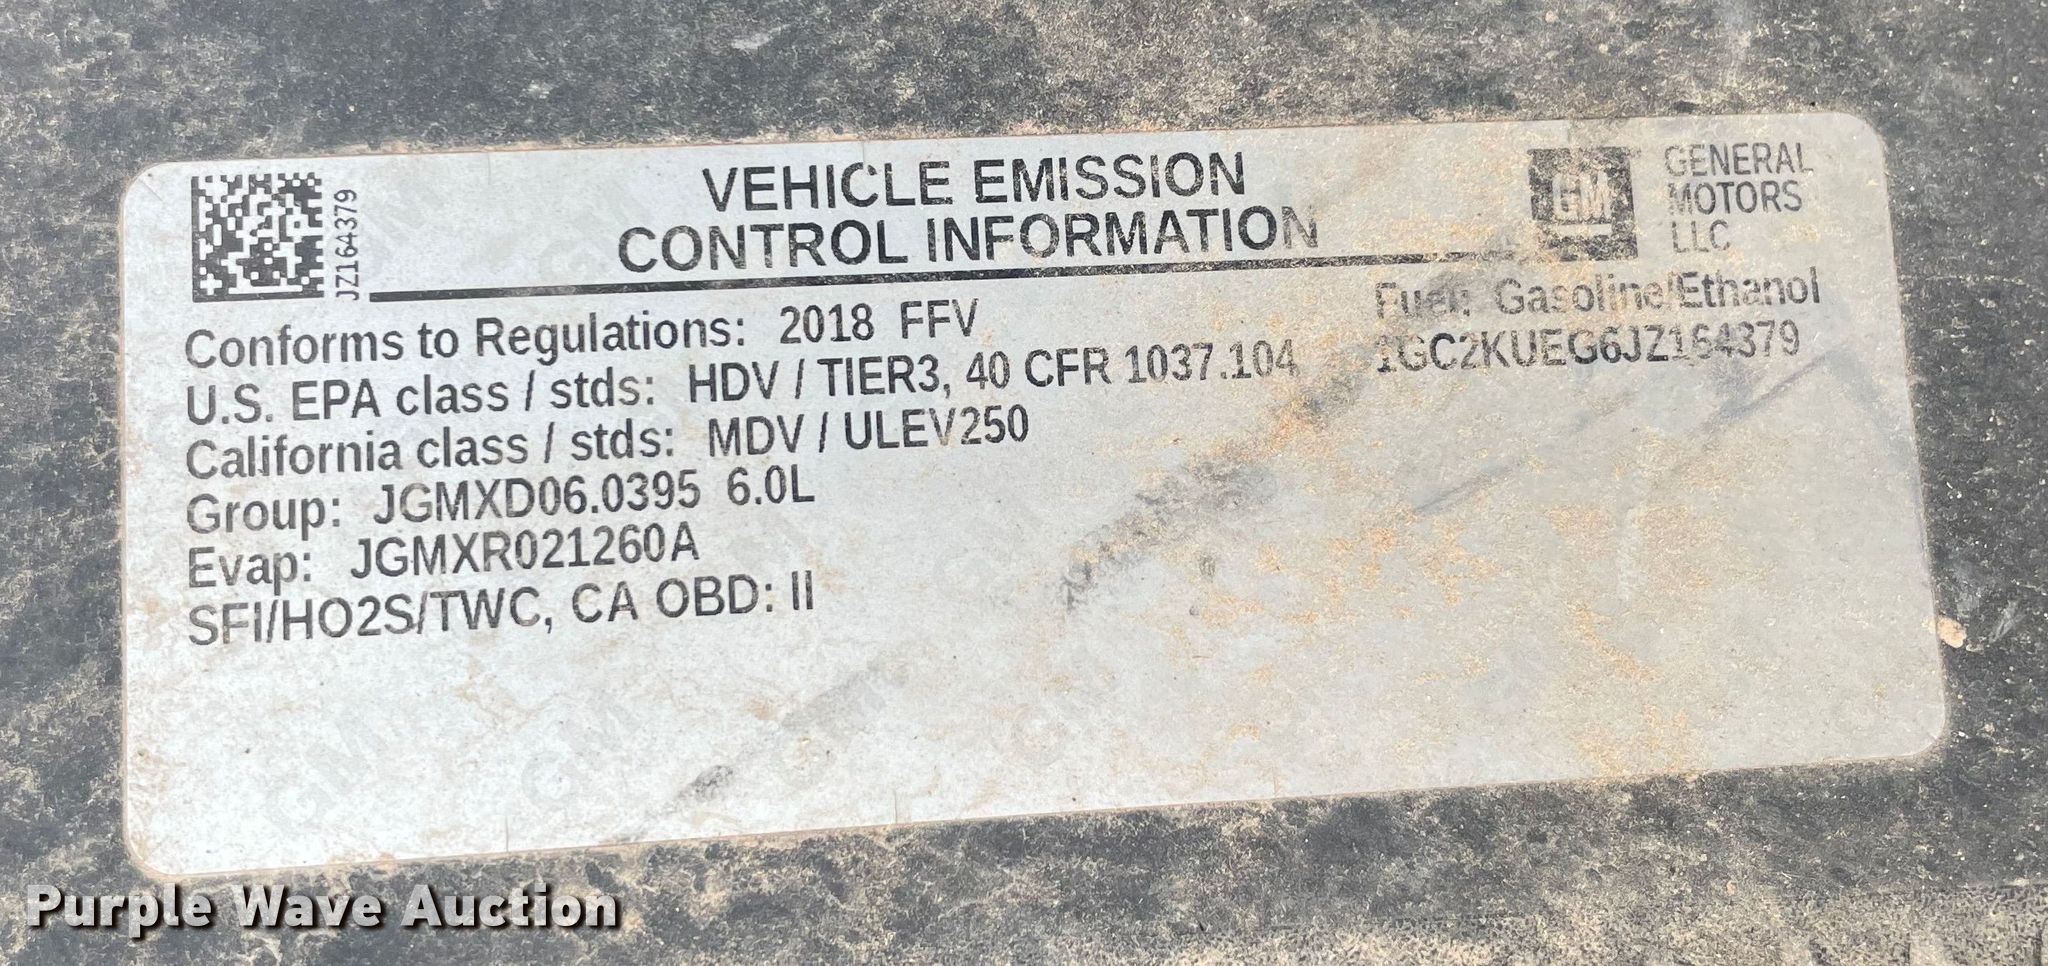 JZ164379
VEHICLE EMISSION
CONTROL INFORMATION
GM
GENERAL
MOTORS
LLC
Conforms to Regulations: 2018 FFV
Fuel: Gasoline/Ethanol
U.S. EPA class / stds: HDV / TIER3, 40 CFR 1037.104
1GC2KUEG6JZ164379
California class / stds: MDV / ULEV250
Group: JGMXD06.0395 6.0L
Evap: JGMXR021260A
SFI/HO2S/TWC, CA OBD: II
Purple Wave Auction